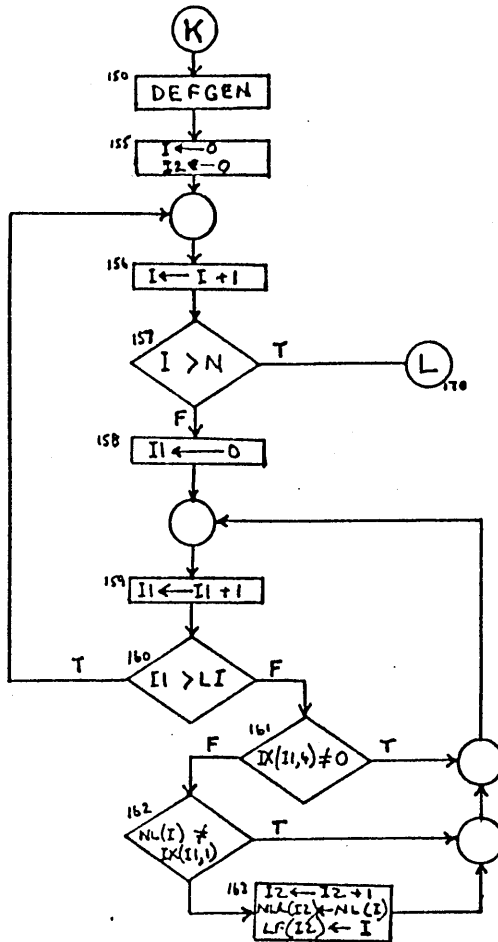 K
150
DEFGEN
155
I ← 0
I2 ← 0
156
I ← I + 1
157
I > N
T
L
170
F
158
I1 ← 0
159
I1 ← I1 + 1
160
T
I1 > LI
F
161
F
IX(I1,4) ≠ 0
T
162
NL(I) ≠
IX(I1,1)
T
163
I2 ← I2 + 1
NLR(I2) ← NL(I)
LF(I2) ← I